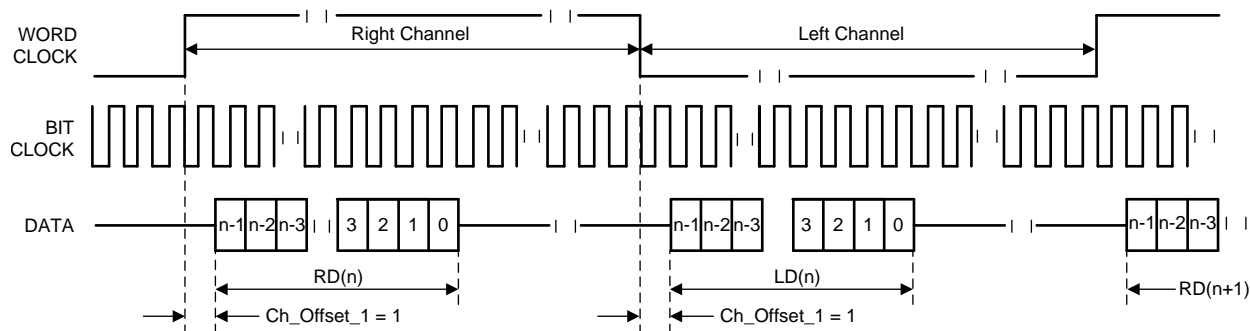 WORD
CLOCK
Right Channel
Left Channel
BIT
CLOCK
DATA
n-1 n-2 n-3 3 2 1 0 n-1 n-2 n-3 3 2 1 0 n-1 n-2 n-3
RD(n) LD(n) RD(n+1)
Ch_Offset_1 = 1 Ch_Offset_1 = 1